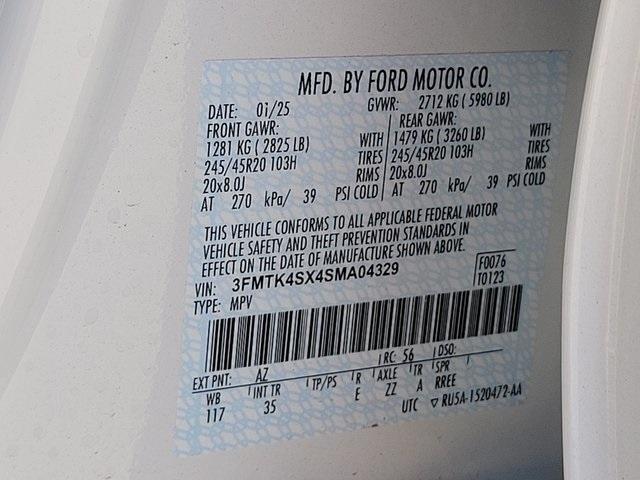 MFD. BY FORD MOTOR CO.
DATE: 01/25 GVWR: 2712 KG ( 5980 LB)
FRONT GAWR: REAR GAWR:
1281 KG ( 2825 LB) WITH 1479 KG ( 3260 LB) WITH
245/45R20 103H TIRES 245/45R20 103H TIRES
20x8.0J RIMS 20x8.0J RIMS
AT 270 kPa/ 39 PSI COLD AT 270 kPa/ 39 PSI COLD
THIS VEHICLE CONFORMS TO ALL APPLICABLE FEDERAL MOTOR
VEHICLE SAFETY AND THEFT PREVENTION STANDARDS IN
EFFECT ON THE DATE OF MANUFACTURE SHOWN ABOVE.
VIN: 3FMTK4SX4SMA04329 F0076
TYPE: MPV T0123
EXT PNT: AZ RC: 56 DSO:
WB INT TR TP/PS R AXLE TR SPR
117 35 E ZZ A RREE
UTC ▽ RU5A-1520472-AA